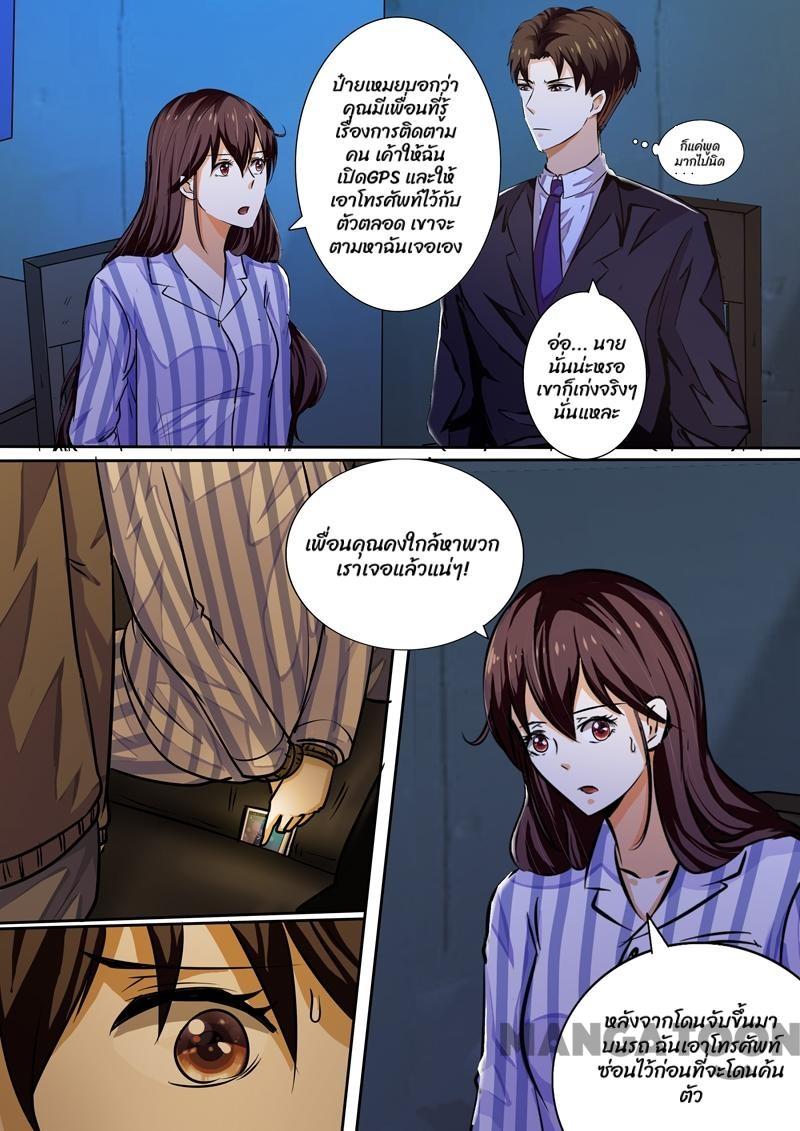 ป๋ายเหมยบอกว่า
คุณมีเพื่อนที่รู้
เรื่องการติดตาม
คน เค้าให้ฉัน
เปิดGPS และให้
เอาโทรศัพท์ไว้กับ
ตัวตลอด เขาจะ
ตามหาฉันเจอเอง
ก็แค่พูด
มากไปนิด
. . . .
อ่อ... นาย
นั่นน่ะหรอ
เขาก็เก่งจริงๆ
นั่นแหละ
เพื่อนคุณคงใกล้หาพวก
เราเจอแล้วแน่ๆ!
หลังจากโดนจับขึ้นมา
บนรถ ฉันเอาโทรศัพท์
ซ่อนไว้ก่อนที่จะโดนค้น
ตัว
MANGATOON